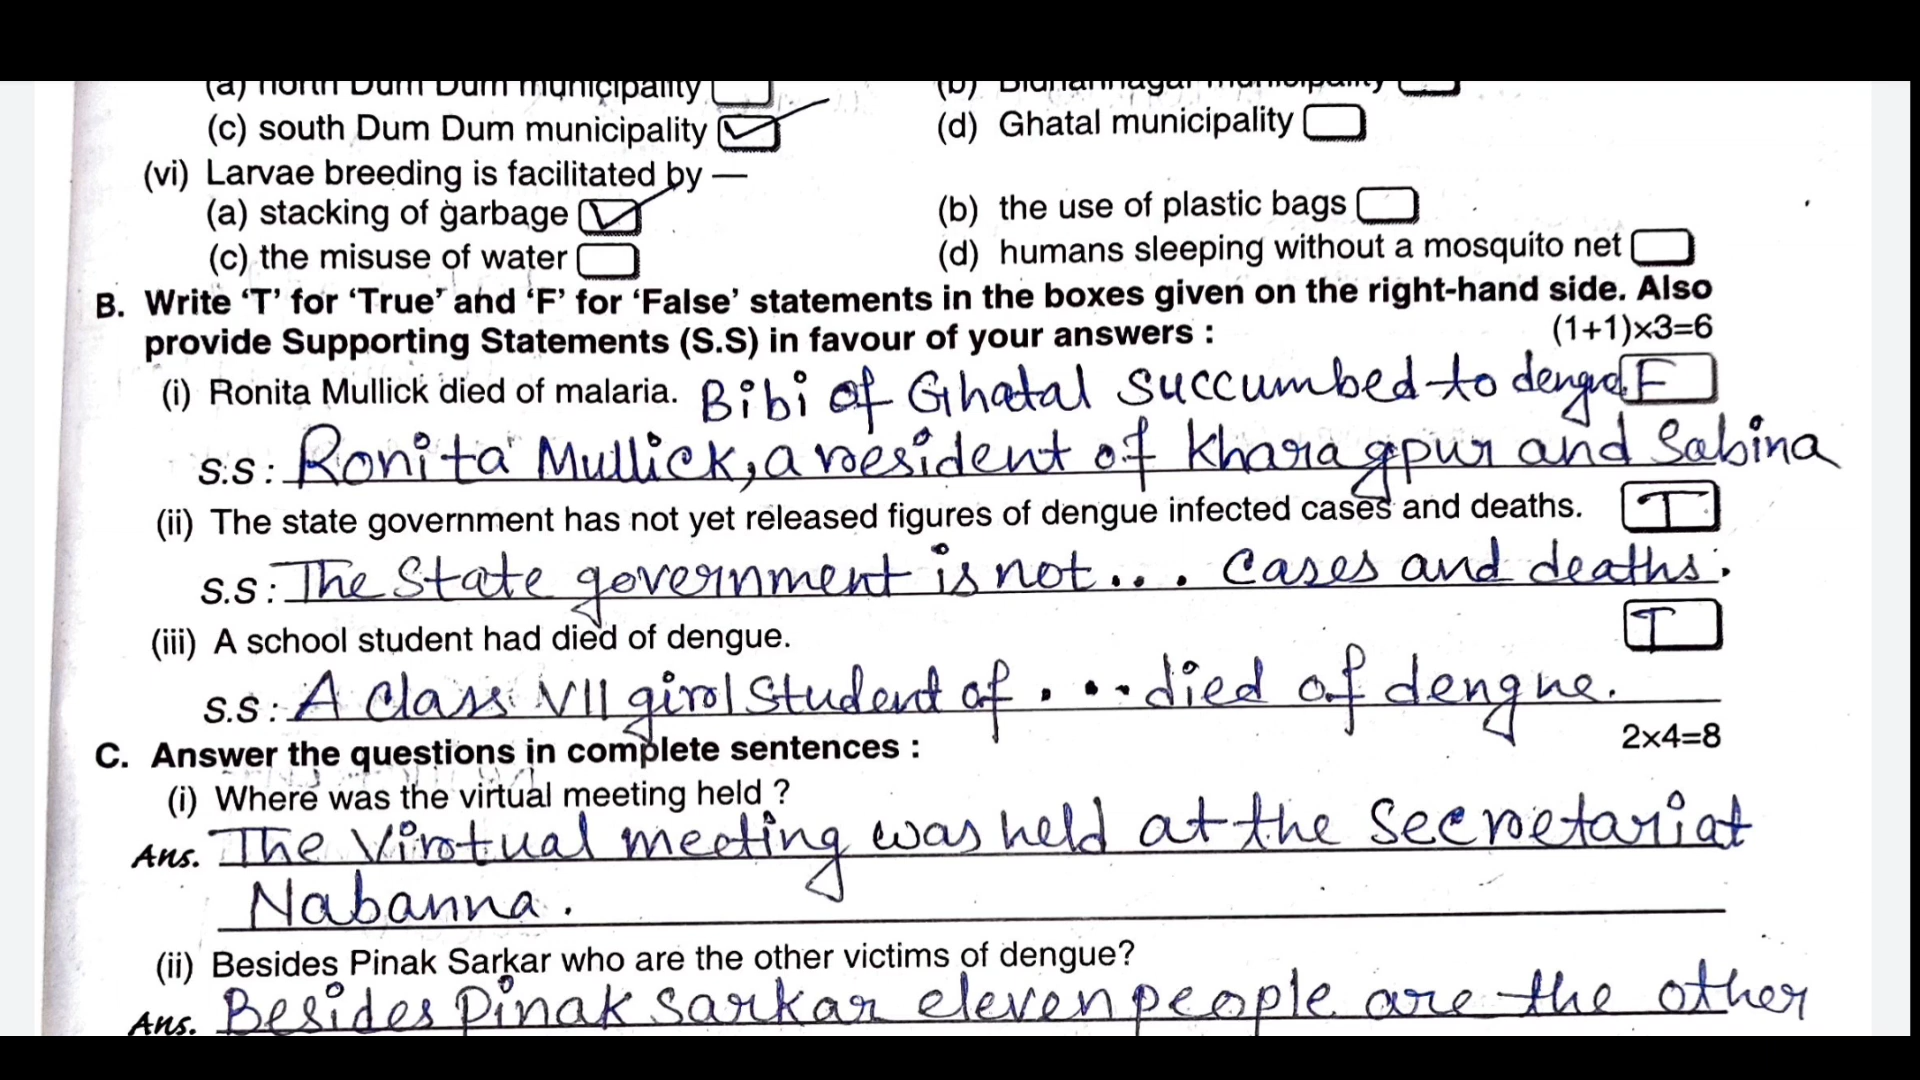 (a) north Dum Dum municipality (b) Bidhannagar municipality
(c) south Dum Dum municipality (d) Ghatal municipality
(vi) Larvae breeding is facilitated by —
(a) stacking of garbage (b) the use of plastic bags
(c) the misuse of water (d) humans sleeping without a mosquito net
B. Write ‘T’ for ‘True’ and ‘F’ for ‘False’ statements in the boxes given on the right-hand side. Also
provide Supporting Statements (S.S) in favour of your answers : (1+1)×3=6
(i) Ronita Mullick died of malaria. Bibi of Ghatal succumbed to dengue. F
S.S : Ronita Mullick, a resident of Kharagpur and Sabina
(ii) The state government has not yet released figures of dengue infected cases and deaths. T
S.S : The State government is not... . cases and deaths.
(iii) A school student had died of dengue. T
S.S : A class VII girl student of . ... died of dengue.
C. Answer the questions in complete sentences : 2×4=8
(i) Where was the virtual meeting held ?
Ans. The Virtual meeting was held at the Secretariat
Nabanna .
(ii) Besides Pinak Sarkar who are the other victims of dengue?
Ans. Besides Pinak Sarkar eleven people are the other